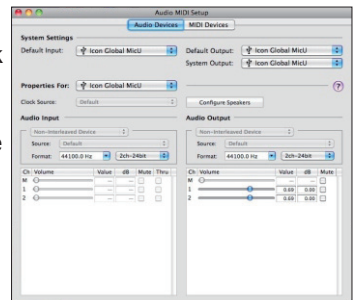 Audio MIDI Setup
Audio Devices MIDI Devices
System Settings
Default Input: Icon Global MicU Default Output: Icon Global MicU
System Output: Icon Global MicU
Properties For: Icon Global MicU ?
Clock Source: Default Configure Speakers
Audio Input Audio Output
Non-Interleaved Device Non-Interleaved Device
Source: Default Source: Default
Format: 44100.0 Hz 2ch-24bit Format: 44100.0 Hz 2ch-24bit
Ch Volume Value dB Mute Thru Ch Volume Value dB Mute
M -- -- M -- --
1 -- -- 1 0.69 0.00
2 -- -- 2 0.69 0.00